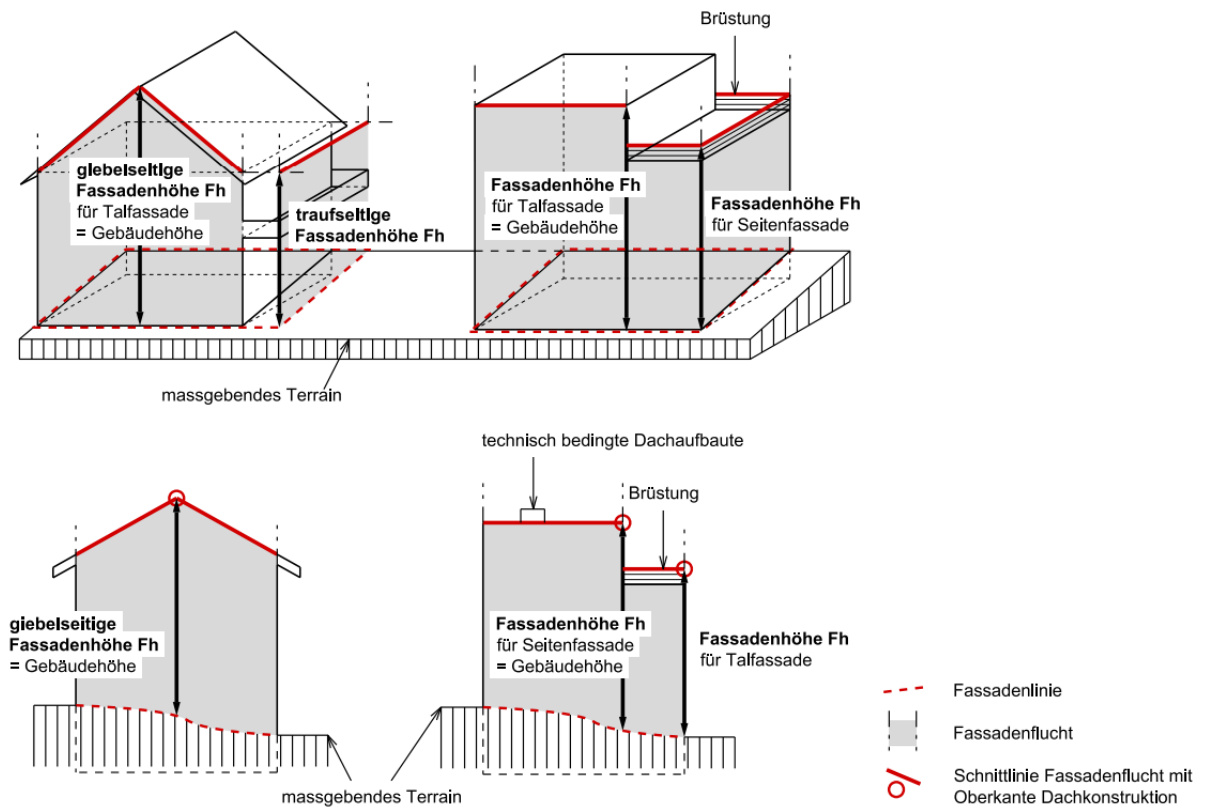 Brüstung
giebelseitige
Fassadenhöhe Fh
für Talfassade
= Gebäudehöhe
traufseitige
Fassadenhöhe Fh
Fassadenhöhe Fh
für Talfassade
= Gebäudehöhe
Fassadenhöhe Fh
für Seitenfassade
massgebendes Terrain
technisch bedingte Dachaufbaute
Brüstung
giebelseitige
Fassadenhöhe Fh
= Gebäudehöhe
Fassadenhöhe Fh
für Seitenfassade
= Gebäudehöhe
Fassadenhöhe Fh
für Talfassade
massgebendes Terrain
Fassadenlinie
Fassadenflucht
Schnittlinie Fassadenflucht mit
Oberkante Dachkonstruktion